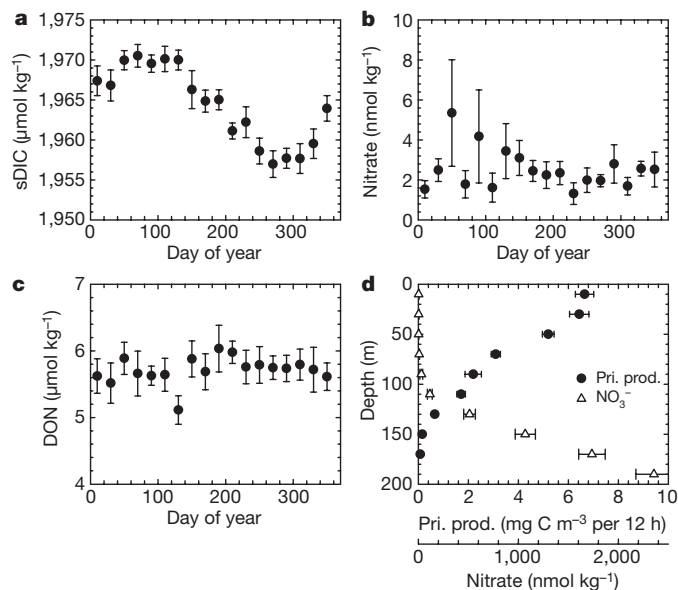 a
1,975
1,970
1,965
1,960
1,955
1,950
sDIC (μmol kg⁻¹)
0 100 200 300
Day of year
b
10
8
6
4
2
0
Nitrate (nmol kg⁻¹)
0 100 200 300
Day of year
c
7
6
5
4
DON (μmol kg⁻¹)
0 100 200 300
Day of year
d
0
50
100
150
200
Depth (m)
Pri. prod.
NO₃⁻
0 2 4 6 8 10
Pri. prod. (mg C m⁻³ per 12 h)
0 1,000 2,000
Nitrate (nmol kg⁻¹)